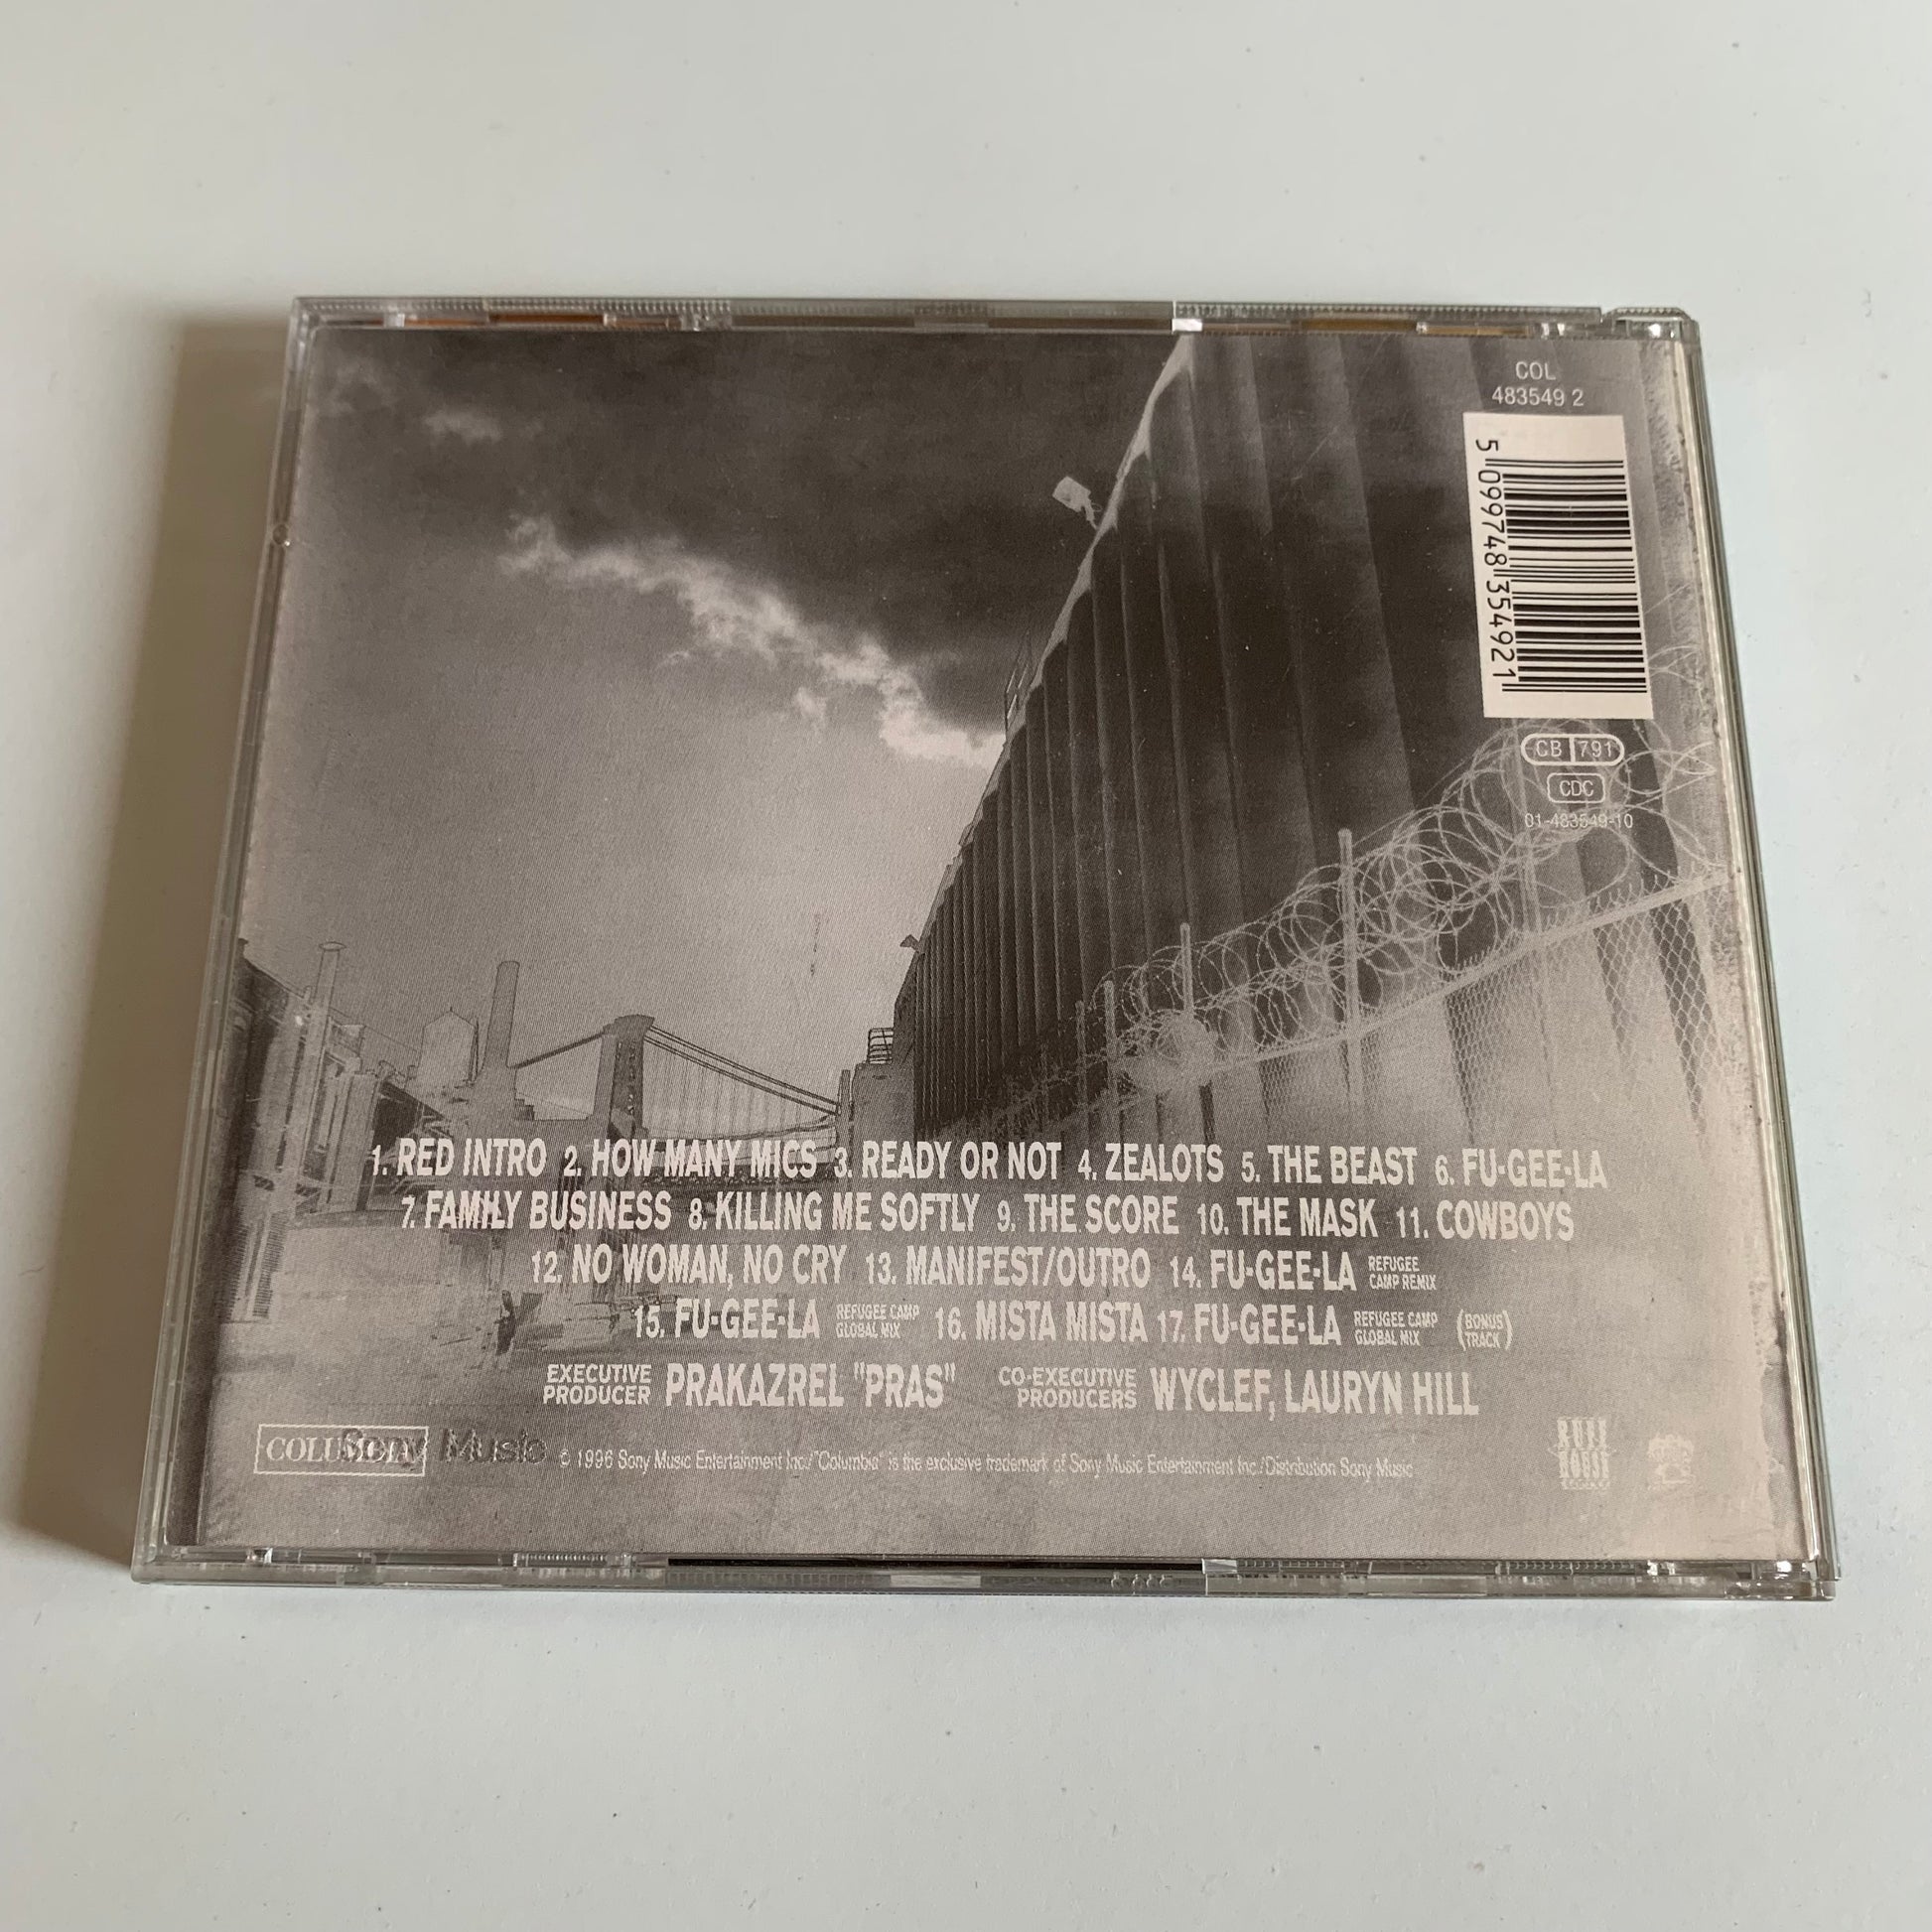 COL
483549 2
5 099748 354921
CB 791
CDC
01-483549-10
1. RED INTRO 2. HOW MANY MICS 3. READY OR NOT 4. ZEALOTS 5. THE BEAST 6. FU-GEE-LA
7. FAMILY BUSINESS 8. KILLING ME SOFTLY 9. THE SCORE 10. THE MASK 11. COWBOYS
12. NO WOMAN, NO CRY 13. MANIFEST/OUTRO 14. FU-GEE-LA REFUGEE CAMP REMIX
15. FU-GEE-LA REFUGEE CAMP GLOBAL MIX 16. MISTA MISTA 17. FU-GEE-LA REFUGEE CAMP GLOBAL MIX (BONUS TRACK)
EXECUTIVE PRODUCER PRAKAZREL "PRAS" CO-EXECUTIVE PRODUCERS WYCLEF, LAURYN HILL
COLUMBIA Sony Music © 1996 Sony Music Entertainment Inc./"Columbia" is the exclusive trademark of Sony Music Entertainment Inc./Distribution Sony Music
RUFF
HOUSE